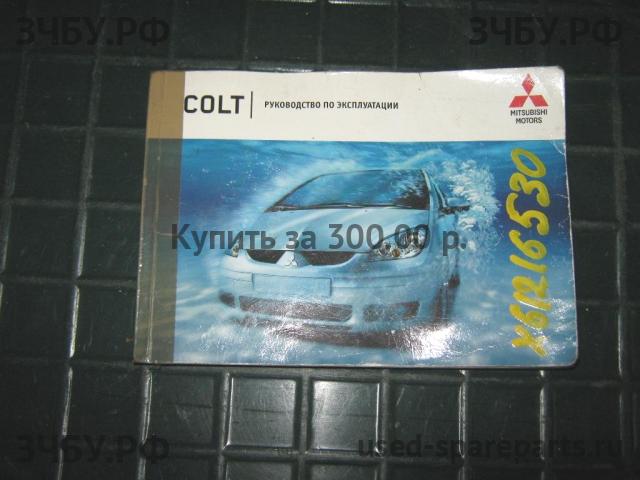 ЗЧБУ.РФ
ЗЧБУ.РФ
COLT | РУКОВОДСТВО ПО ЭКСПЛУАТАЦИИ
MITSUBISHI
MOTORS
Купить за 300.00 р.
X6R16530
ЗЧБУ.РФ
used-spareparts.ru